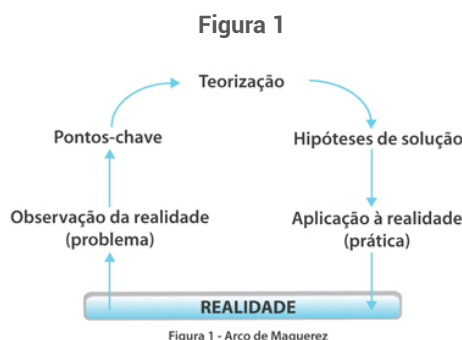 Figura 1
Teorização
Pontos-chave
Hipóteses de solução
Observação da realidade
(problema)
Aplicação à realidade
(prática)
REALIDADE
Figura 1 - Arco de Maguerez